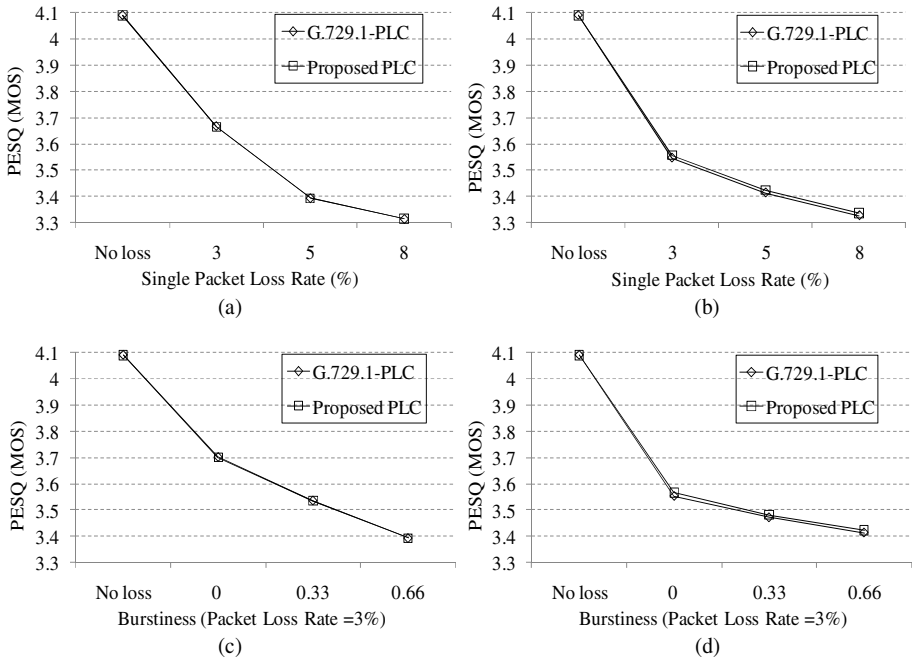 4.1
4
3.9
3.8
3.7
3.6
3.5
3.4
3.3
PESQ (MOS)
G.729.1-PLC
Proposed PLC
No loss 3 5 8
Single Packet Loss Rate (%)
(a)
4.1
4
3.9
3.8
3.7
3.6
3.5
3.4
3.3
PESQ (MOS)
G.729.1-PLC
Proposed PLC
No loss 3 5 8
Single Packet Loss Rate (%)
(b)
4.1
4
3.9
3.8
3.7
3.6
3.5
3.4
3.3
PESQ (MOS)
G.729.1-PLC
Proposed PLC
No loss 0 0.33 0.66
Burstiness (Packet Loss Rate =3%)
(c)
4.1
4
3.9
3.8
3.7
3.6
3.5
3.4
3.3
PESQ (MOS)
G.729.1-PLC
Proposed PLC
No loss 0 0.33 0.66
Burstiness (Packet Loss Rate =3%)
(d)